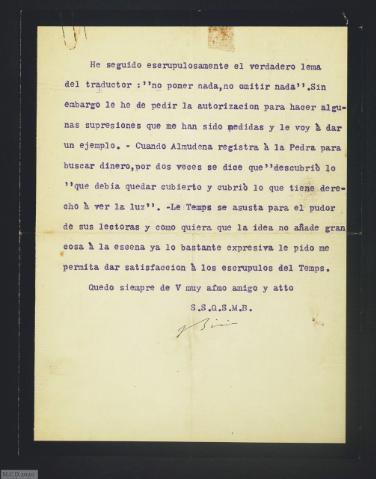 He seguido escrupulosamente el verdadero lema
del traductor :"no poner nada,no omitir nada".Sin
embargo le he de pedir la autorizacion para hacer algu-
nas supresiones que me han sido pedidas y le voy à dar
un ejemplo. - Cuando Almudena registra à la Pedra para
buscar dinero,por dos veces se dice que"descubriò lo
"que debia quedar cubierto y cubriò lo que tiene dere-
cho à ver la luz". -Le Temps se asusta por el pudor
de sus lectoras y como quiera que la idea no añade gran
cosa à la escena ya lo bastante expresiva le pido me
permita dar satisfaccion à los escrupulos del Temps.
Quedo siempre de V muy afmo amigo y atto
S.S.Q.S.M.B.
M.C.D.2020